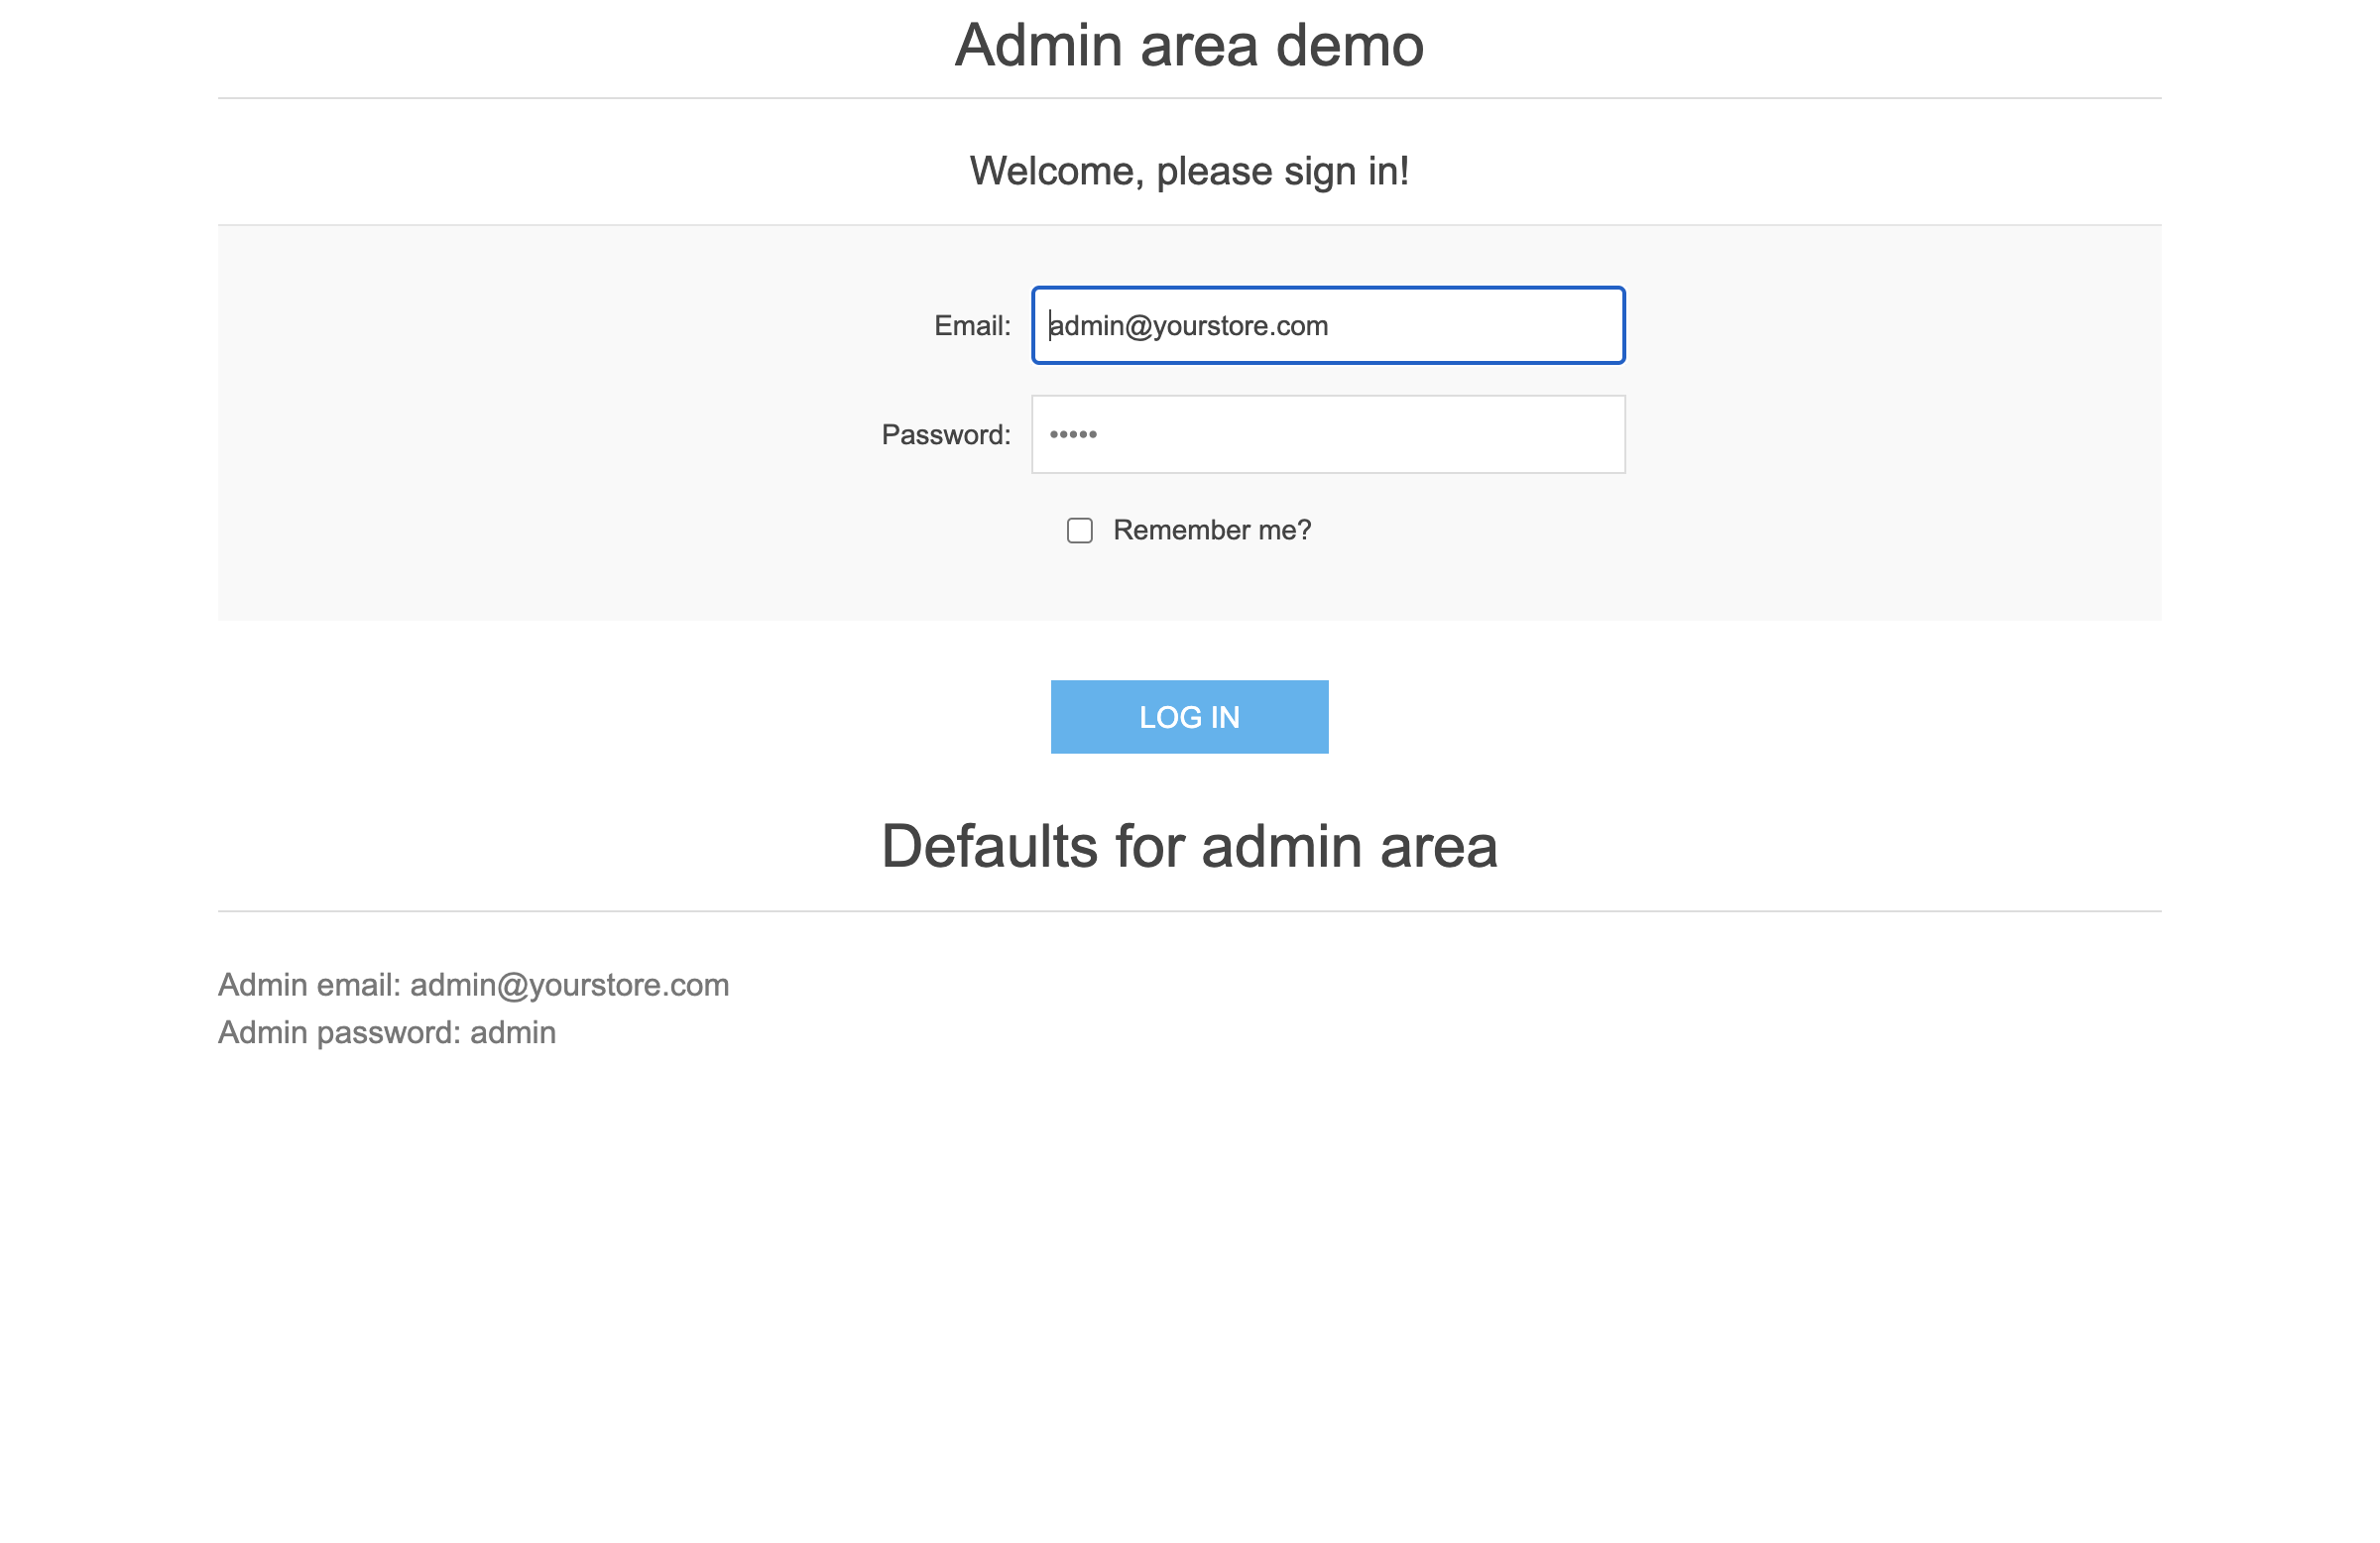 Admin area demo
Welcome, please sign in!
Email: admin@yourstore.com
Password: •••••
Remember me?
LOG IN
Defaults for admin area
Admin email: admin@yourstore.com
Admin password: admin